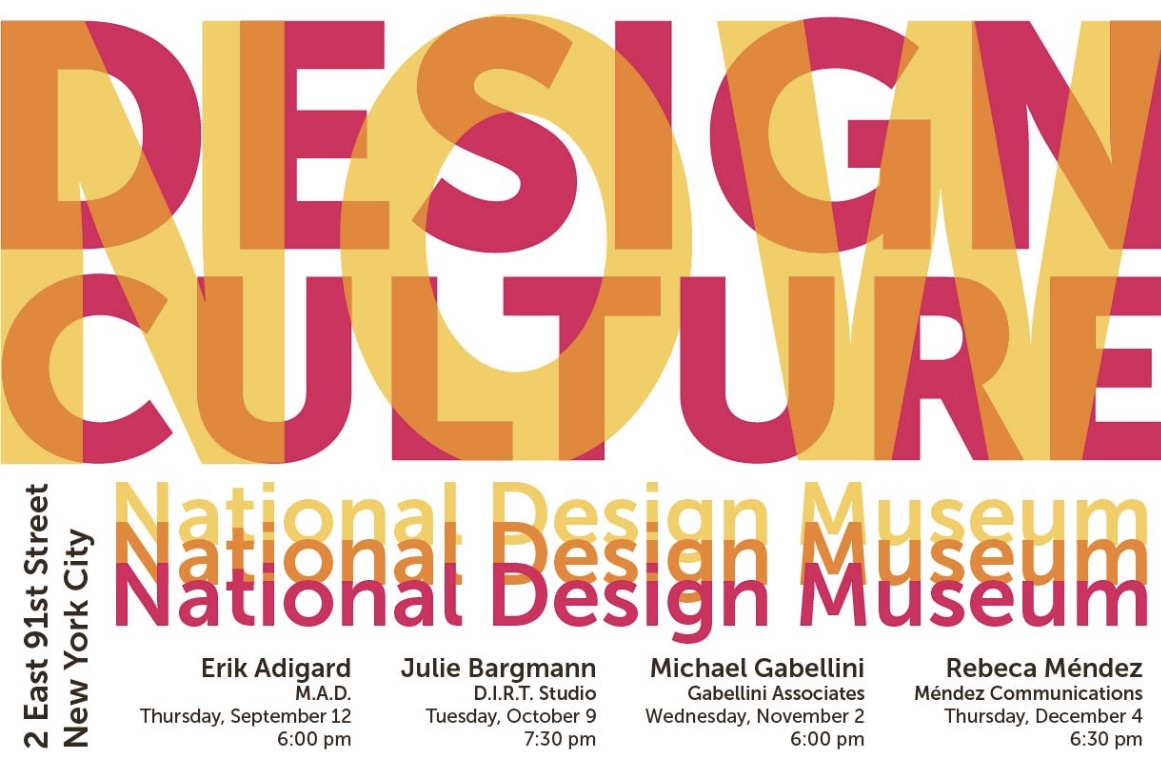 DESIGN
CULTURE
NOW
National Design Museum
National Design Museum
National Design Museum
2 East 91st Street
New York City
Erik Adigard
M.A.D.
Thursday, September 12
6:00 pm
Julie Bargmann
D.I.R.T. Studio
Tuesday, October 9
7:30 pm
Michael Gabellini
Gabellini Associates
Wednesday, November 2
6:00 pm
Rebeca Méndez
Méndez Communications
Thursday, December 4
6:30 pm